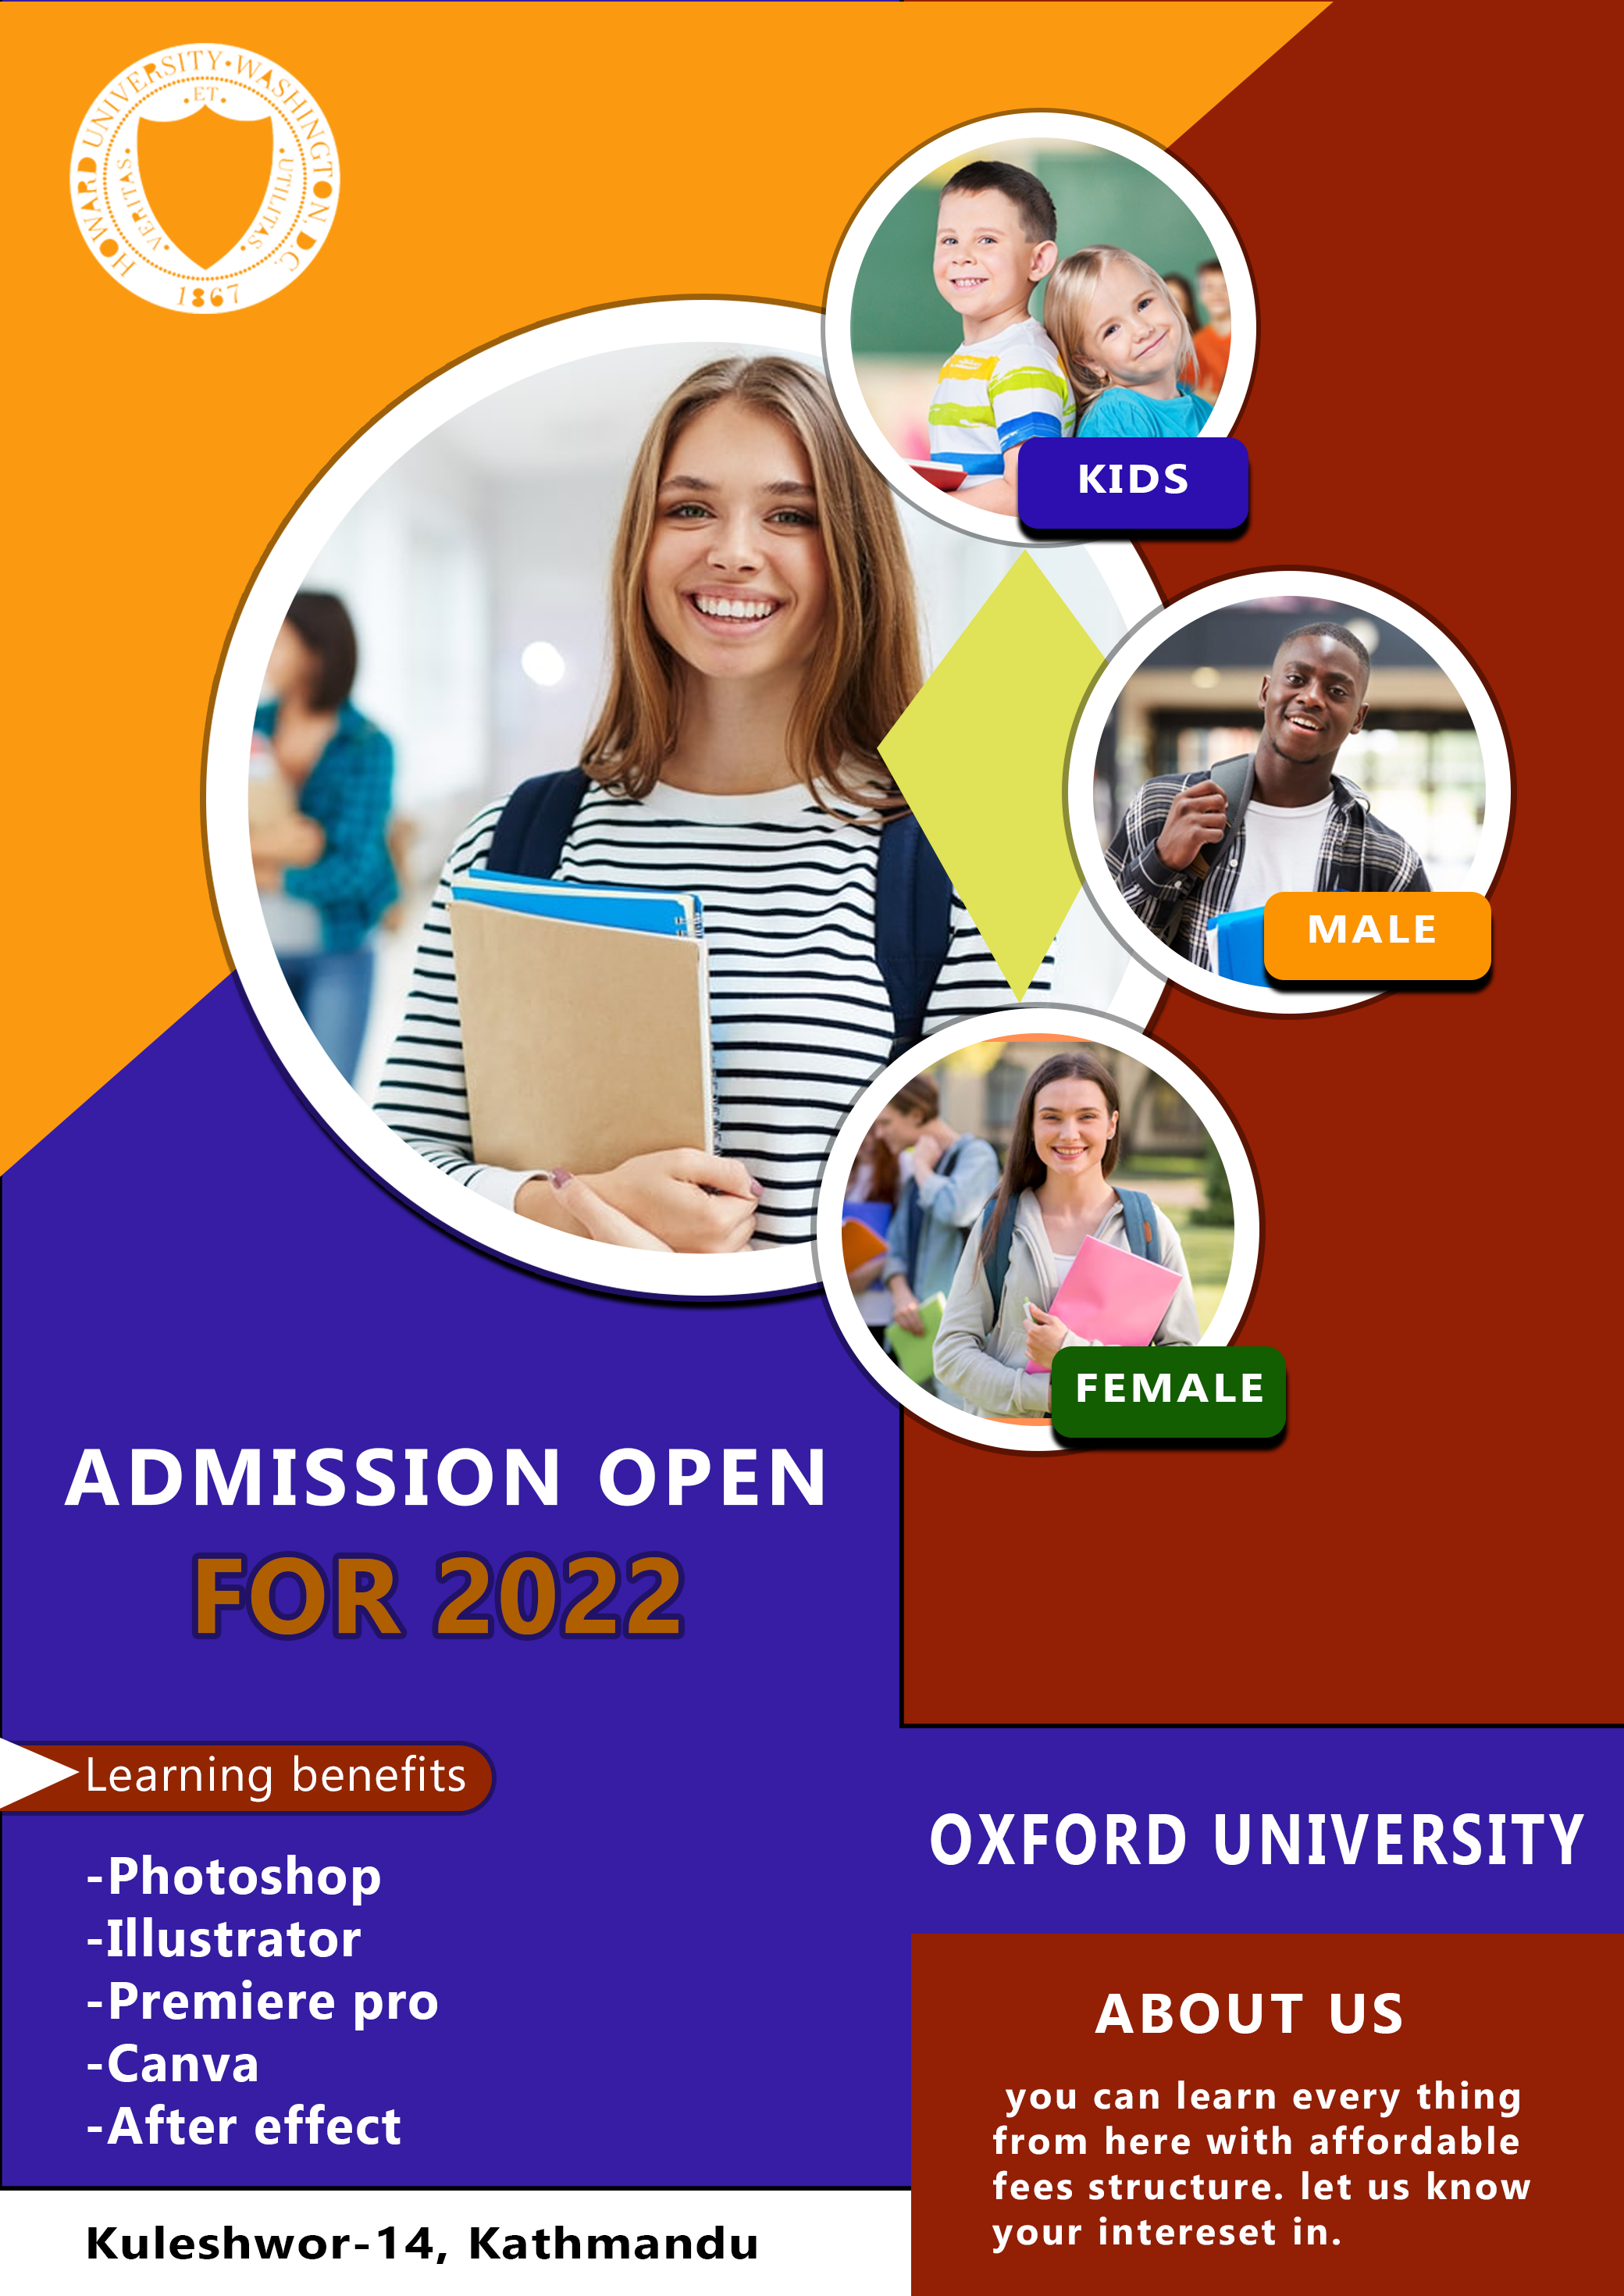 HOWARD UNIVERSITY • WASHINGTON, D.C.
• ET •
• VERITAS •
• UTILITAS •
1867
KIDS
MALE
FEMALE
ADMISSION OPEN
FOR 2022
Learning benefits
-Photoshop
-Illustrator
-Premiere pro
-Canva
-After effect
Kuleshwor-14, Kathmandu
OXFORD UNIVERSITY
ABOUT US
you can learn every thing
from here with affordable
fees structure. let us know
your intereset in.